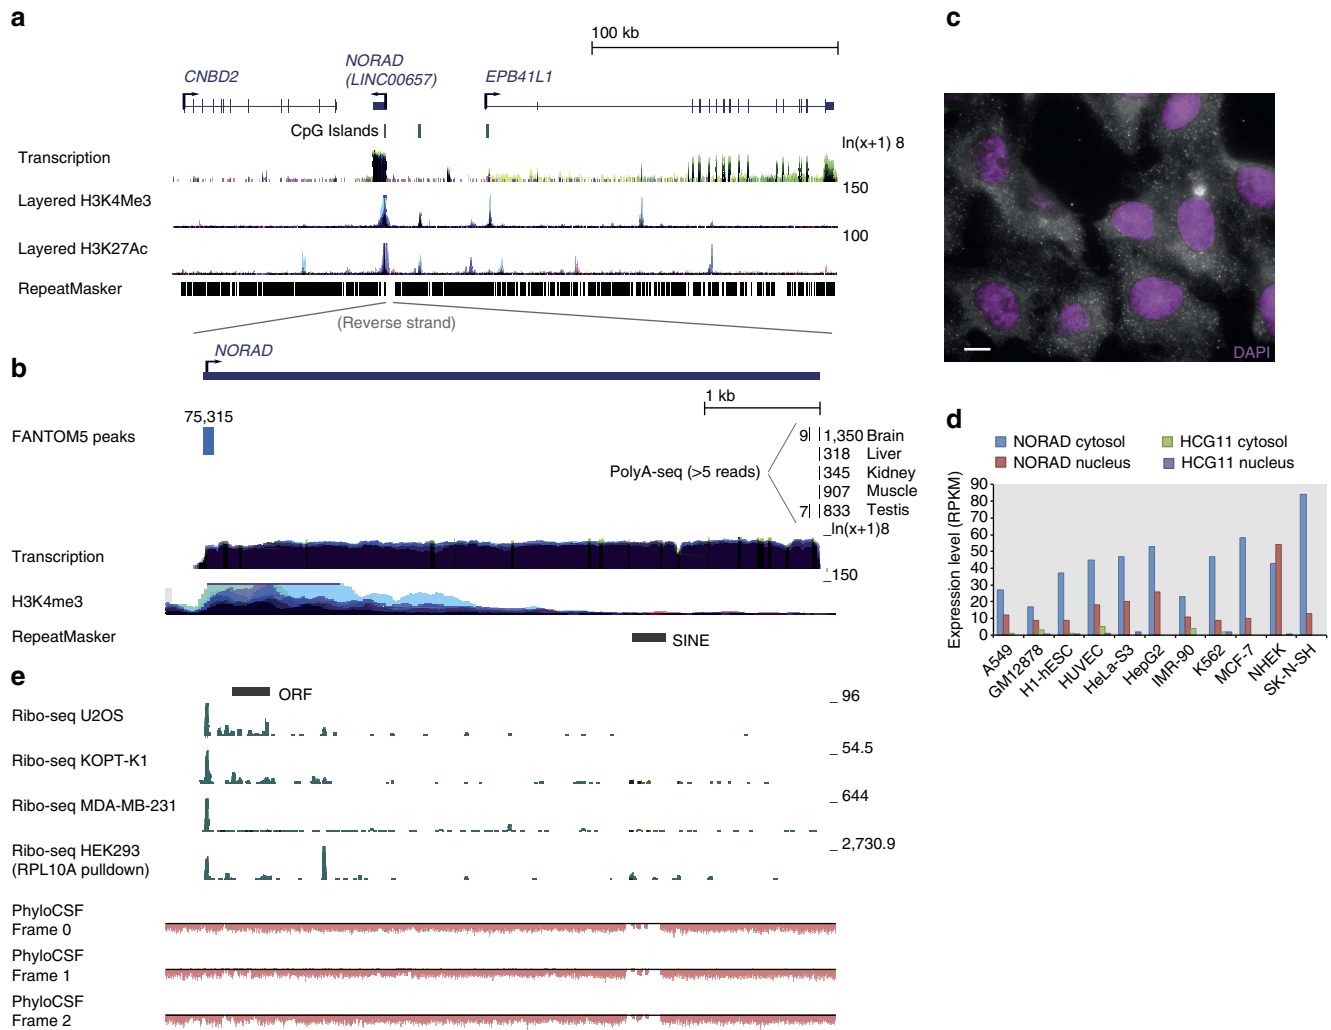 a
100 kb
CNBD2
NORAD
(LINC00657)
EPB41L1
CpG Islands
Transcription
ln(x+1) 8
150
Layered H3K4Me3
100
Layered H3K27Ac
RepeatMasker
(Reverse strand)
b
NORAD
1 kb
75,315
FANTOM5 peaks
PolyA-seq (>5 reads)
9 1,350 Brain
318 Liver
345 Kidney
907 Muscle
7 833 Testis
_ln(x+1)8
Transcription
_150
H3K4me3
RepeatMasker
SINE
c
DAPI
d
NORAD cytosol
HCG11 cytosol
NORAD nucleus
HCG11 nucleus
Expression level (RPKM)
90
80
70
60
50
40
30
20
10
0
A549
GM12878
H1-hESC
HUVEC
HeLa-S3
HepG2
IMR-90
K562
MCF-7
NHEK
SK-N-SH
e
ORF
Ribo-seq U2OS
_ 96
Ribo-seq KOPT-K1
_ 54.5
Ribo-seq MDA-MB-231
_ 644
Ribo-seq HEK293
(RPL10A pulldown)
_ 2,730.9
PhyloCSF
Frame 0
PhyloCSF
Frame 1
PhyloCSF
Frame 2